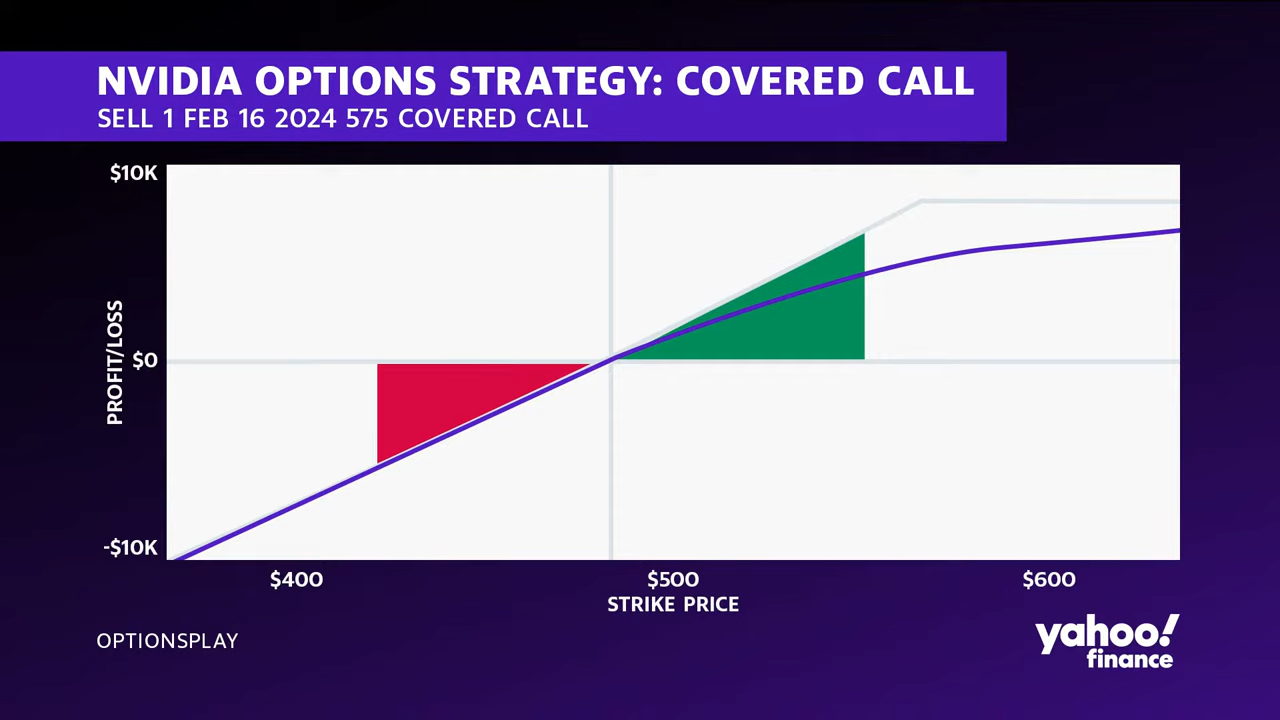 NVIDIA OPTIONS STRATEGY: COVERED CALL
SELL 1 FEB 16 2024 575 COVERED CALL
$10K
PROFIT/LOSS
$0
-$10K
$400
$500
$600
STRIKE PRICE
OPTIONSPLAY
yahoo!
finance